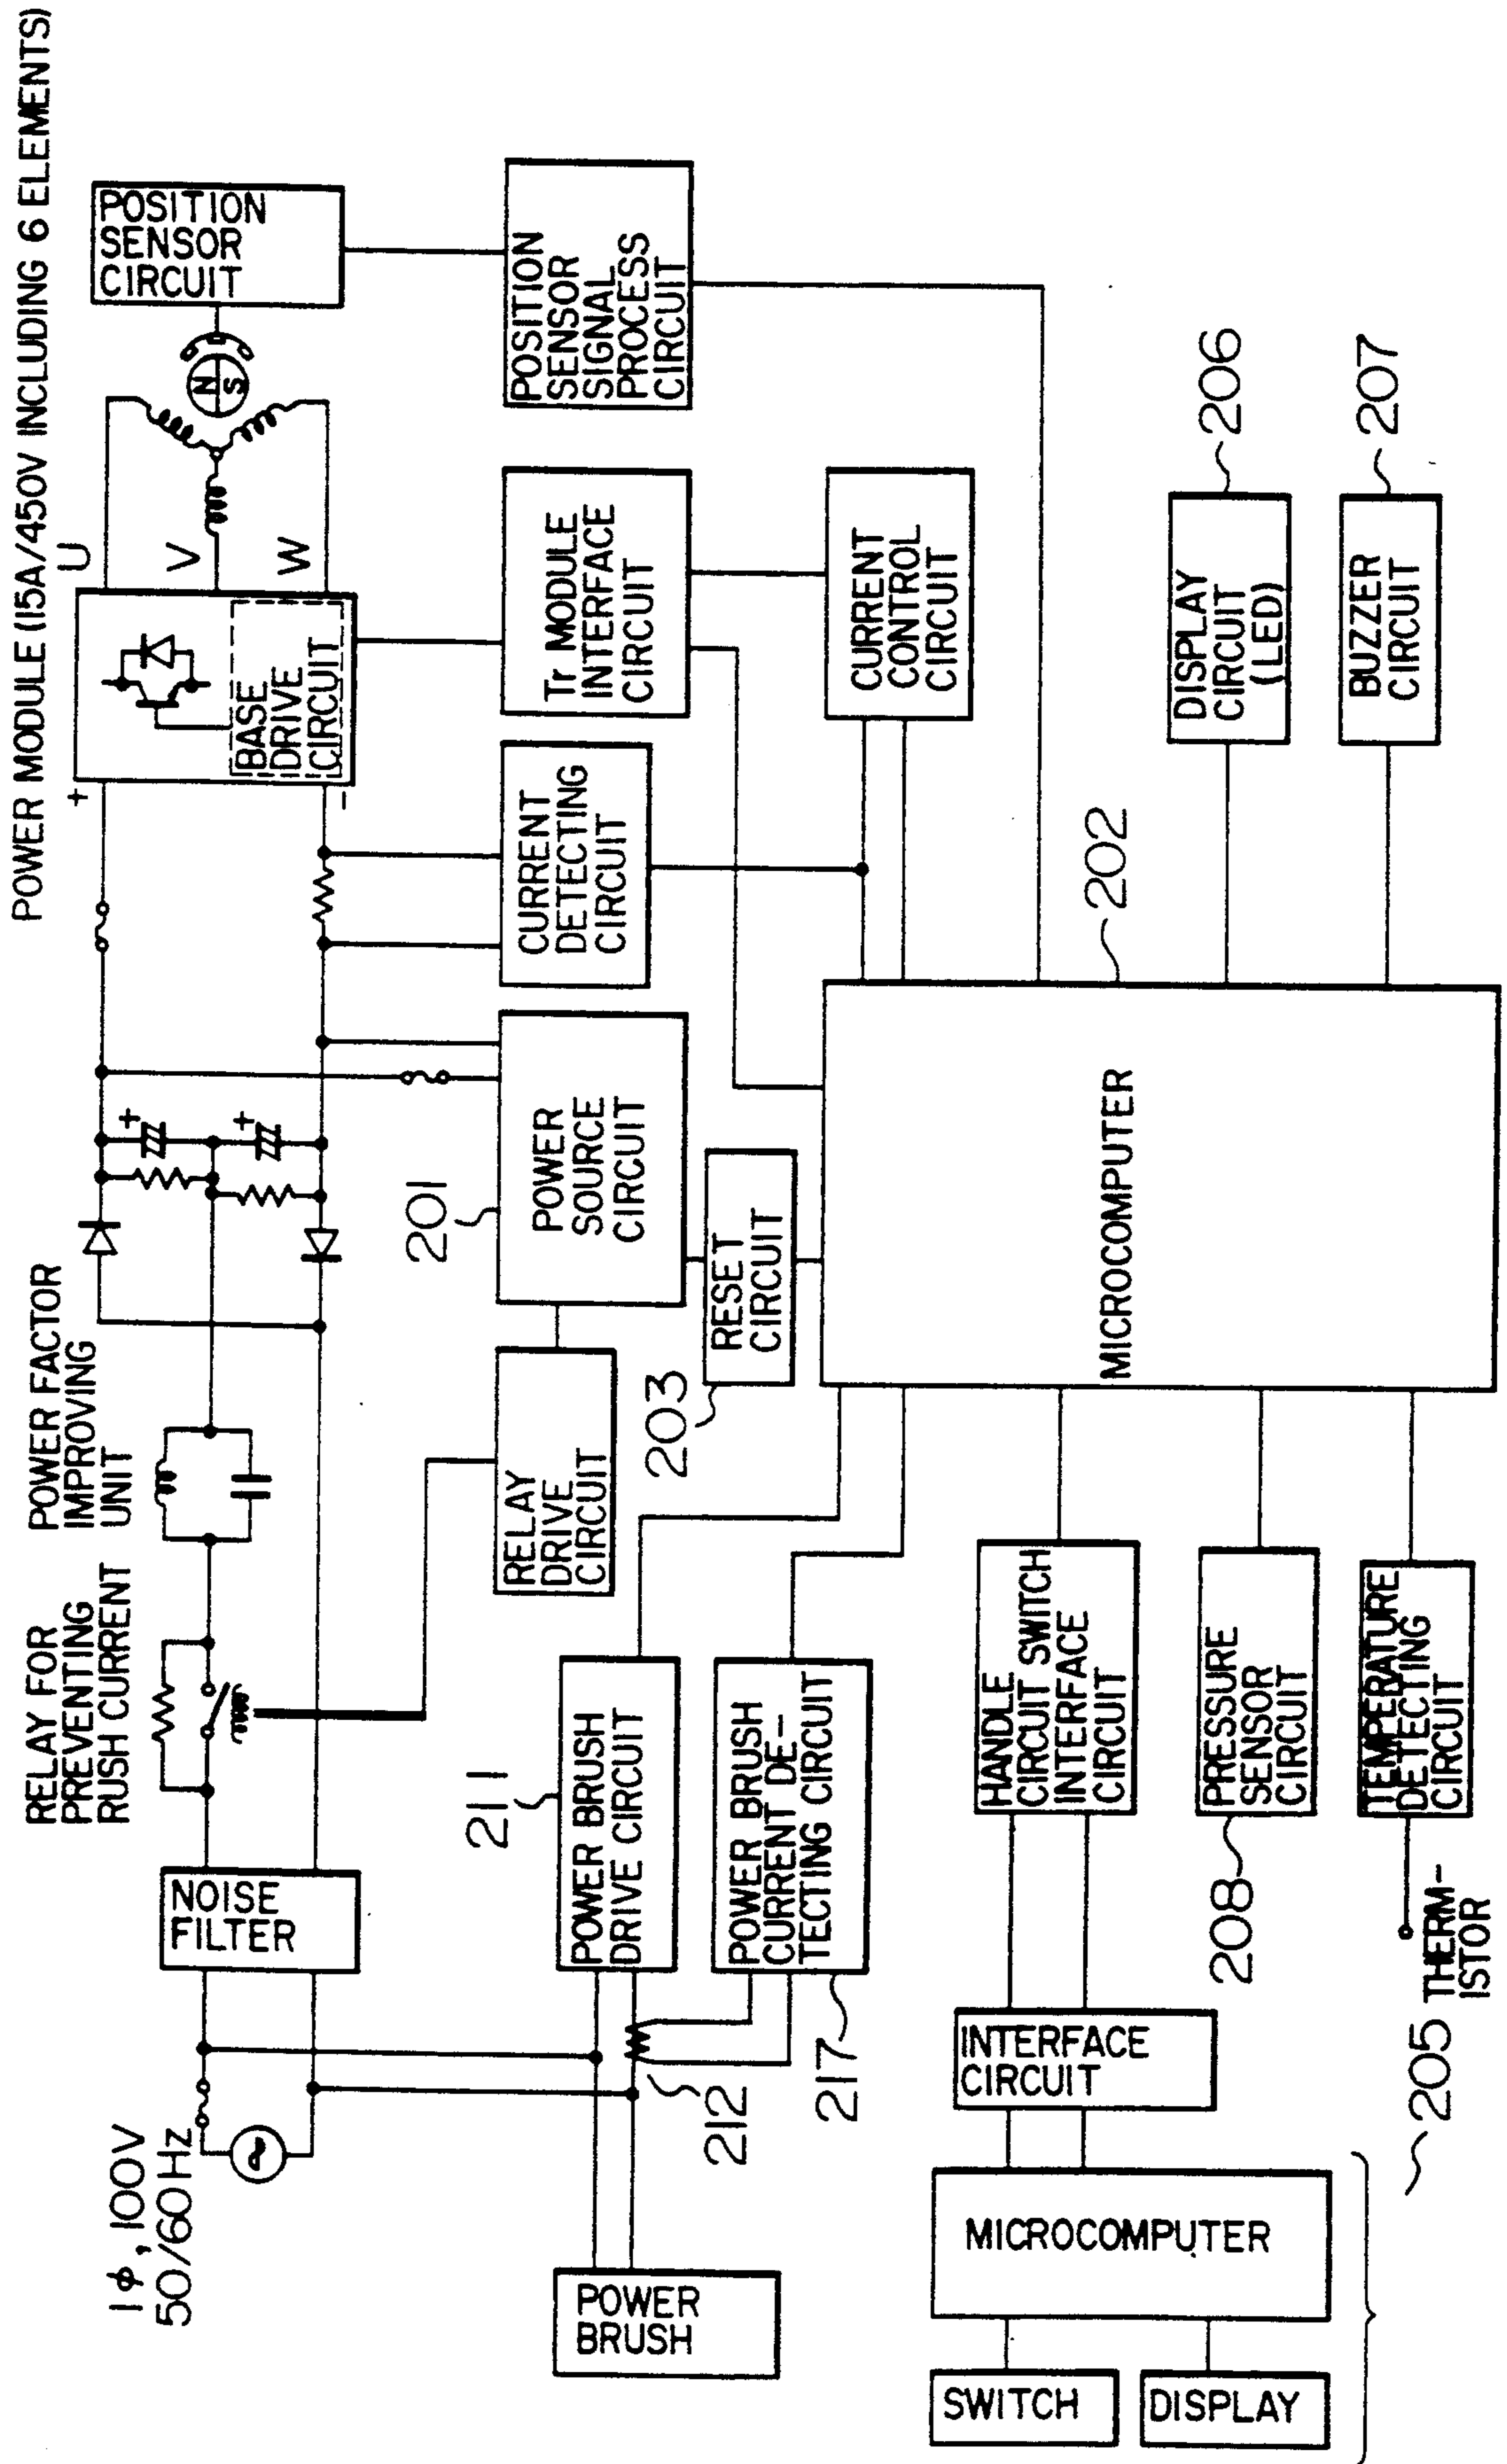 POWER MODULE (15A/450V INCLUDING 6 ELEMENTS)
RELAY FOR
PREVENTING
RUSH CURRENT
POWER FACTOR
IMPROVING
UNIT
1ϕ, 100V
50/60Hz
NOISE
FILTER
+
+
+
−
BASE
DRIVE
CIRCUIT
U
V
W
N
S
POSITION
SENSOR
CIRCUIT
POWER
BRUSH
211
POWER BRUSH
DRIVE CIRCUIT
212
217
POWER BRUSH
CURRENT DE-
TECTING CIRCUIT
RELAY
DRIVE
CIRCUIT
201
POWER
SOURCE
CIRCUIT
CURRENT
DETECTING
CIRCUIT
Tr MODULE
INTERFACE
CIRCUIT
POSITION
SENSOR
SIGNAL
PROCESS
CIRCUIT
203
RESET
CIRCUIT
CURRENT
CONTROL
CIRCUIT
MICROCOMPUTER
202
SWITCH
DISPLAY
MICROCOMPUTER
INTERFACE
CIRCUIT
HANDLE
CIRCUIT SWITCH
INTERFACE
CIRCUIT
208
PRESSURE
SENSOR
CIRCUIT
TEMPERATURE
DETECTING
CIRCUIT
205
THERM-
ISTOR
DISPLAY
CIRCUIT
(LED)
206
BUZZER
CIRCUIT
207